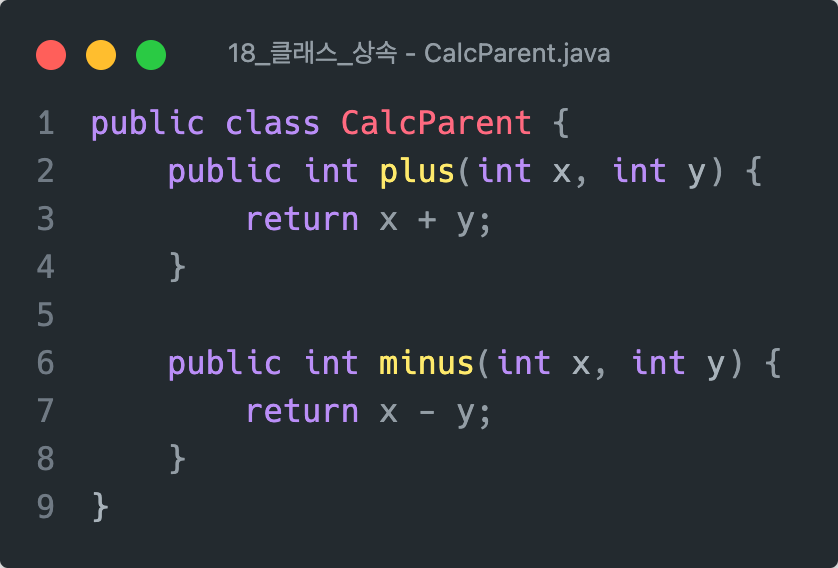 18_클래스_상속 - CalcParent.java
1 public class CalcParent {
2     public int plus(int x, int y) {
3         return x + y;
4     }
5
6     public int minus(int x, int y) {
7         return x - y;
8     }
9 }